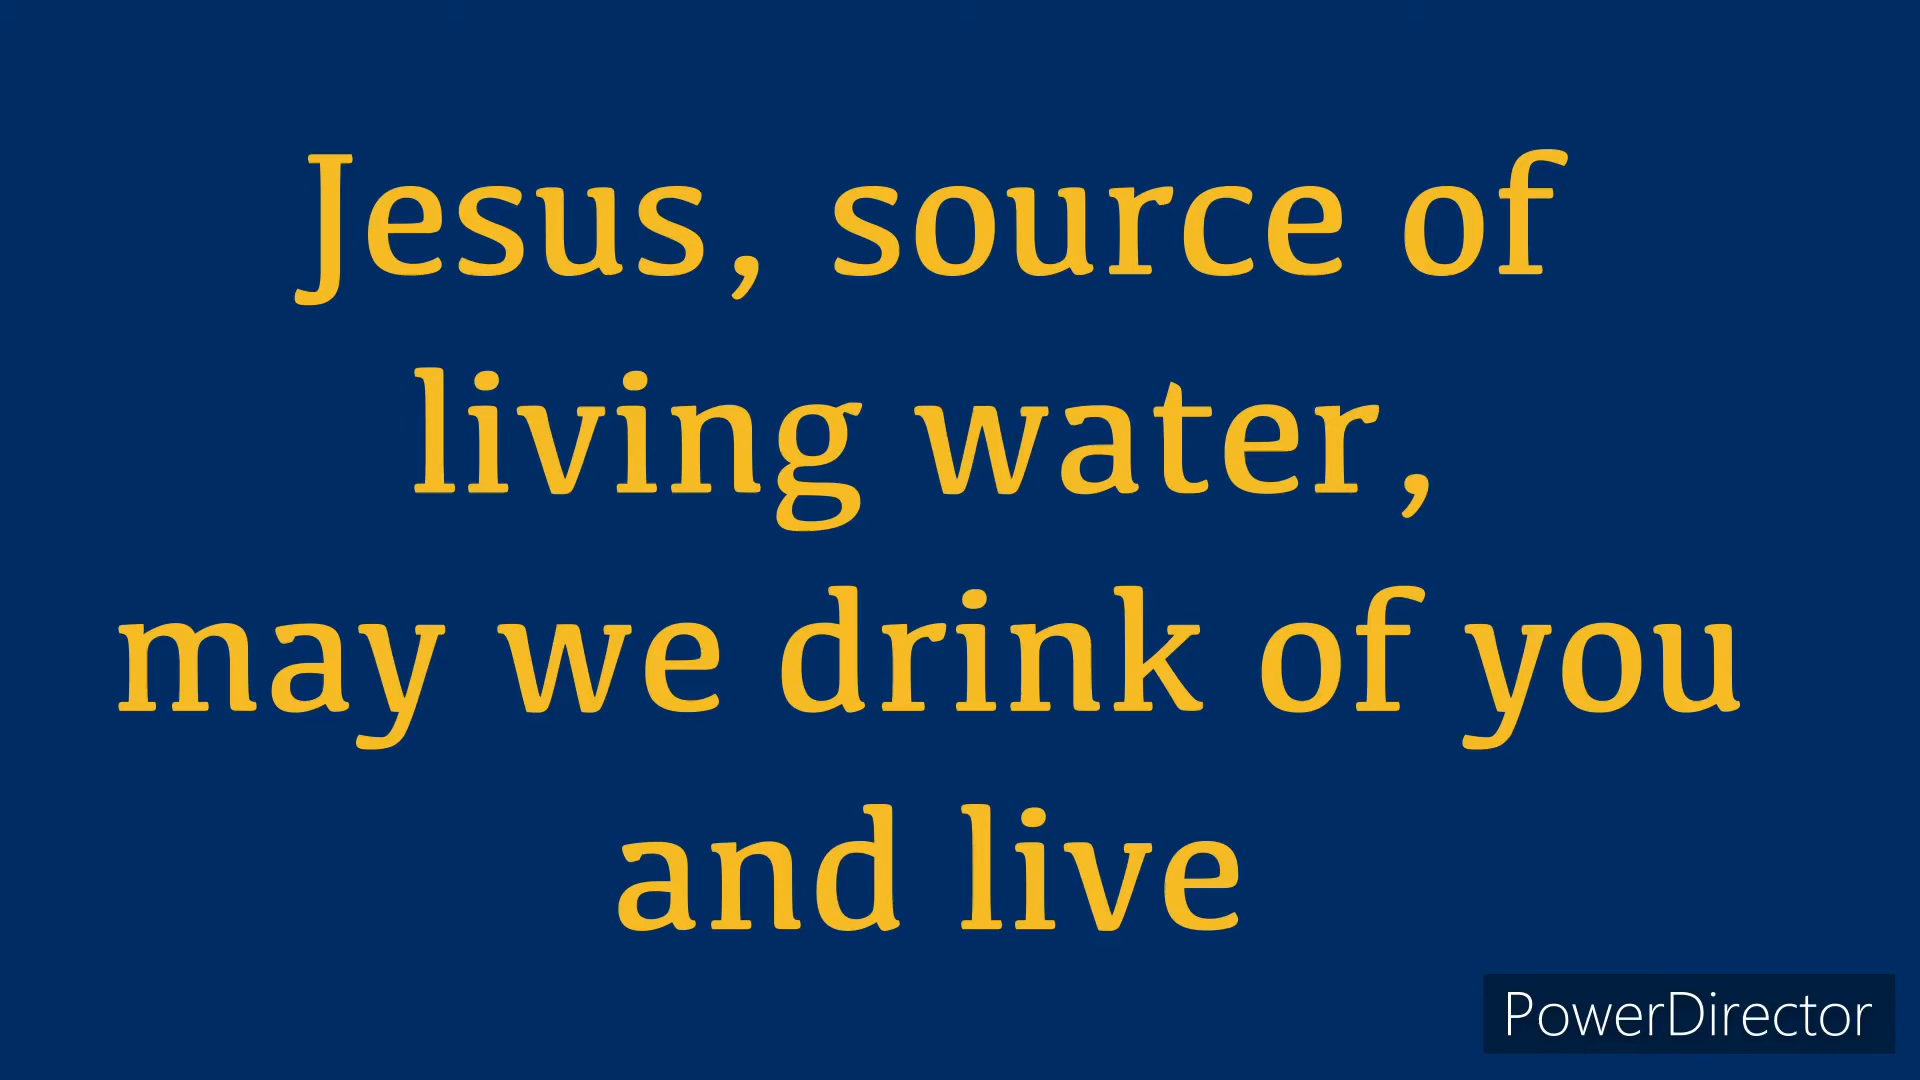 Jesus, source of
living water,
may we drink of you
and live
PowerDirector